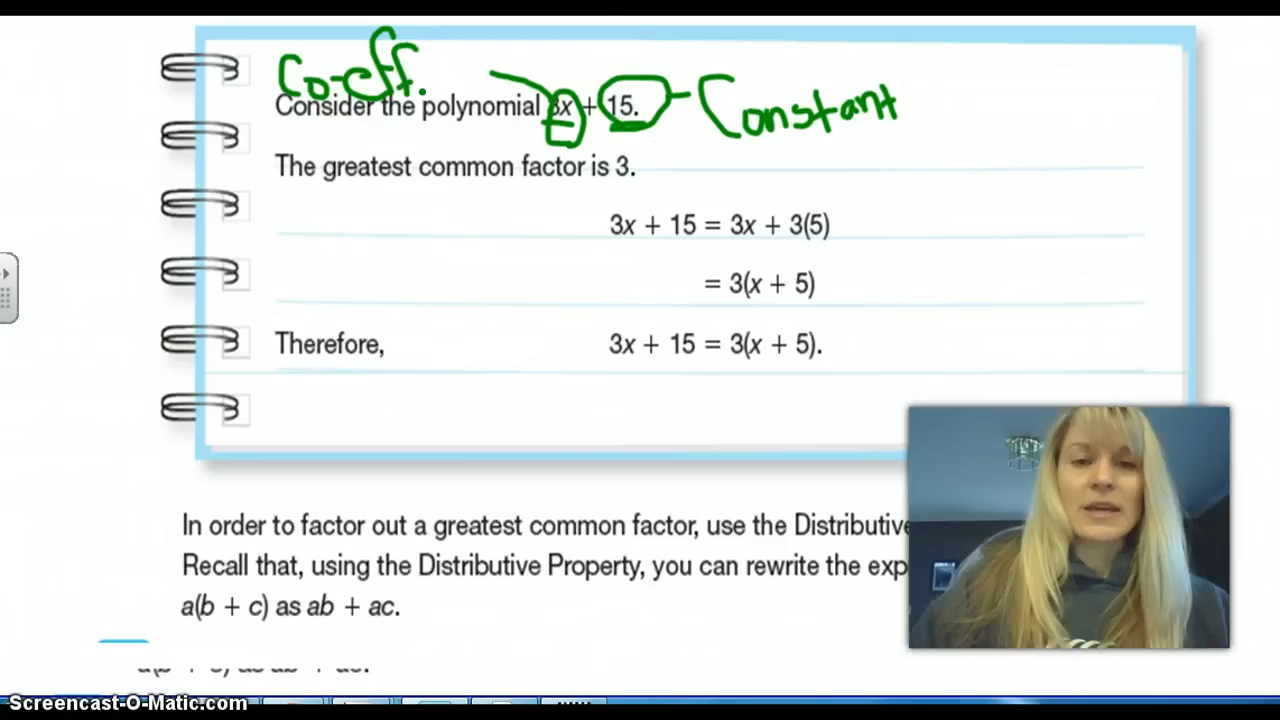 Co-eff.
Consider the polynomial 3x + 15. Constant
The greatest common factor is 3.
3x + 15 = 3x + 3(5)
= 3(x + 5)
Therefore, 3x + 15 = 3(x + 5).
In order to factor out a greatest common factor, use the Distributive
Recall that, using the Distributive Property, you can rewrite the exp
a(b + c) as ab + ac.
Screencast-O-Matic.com